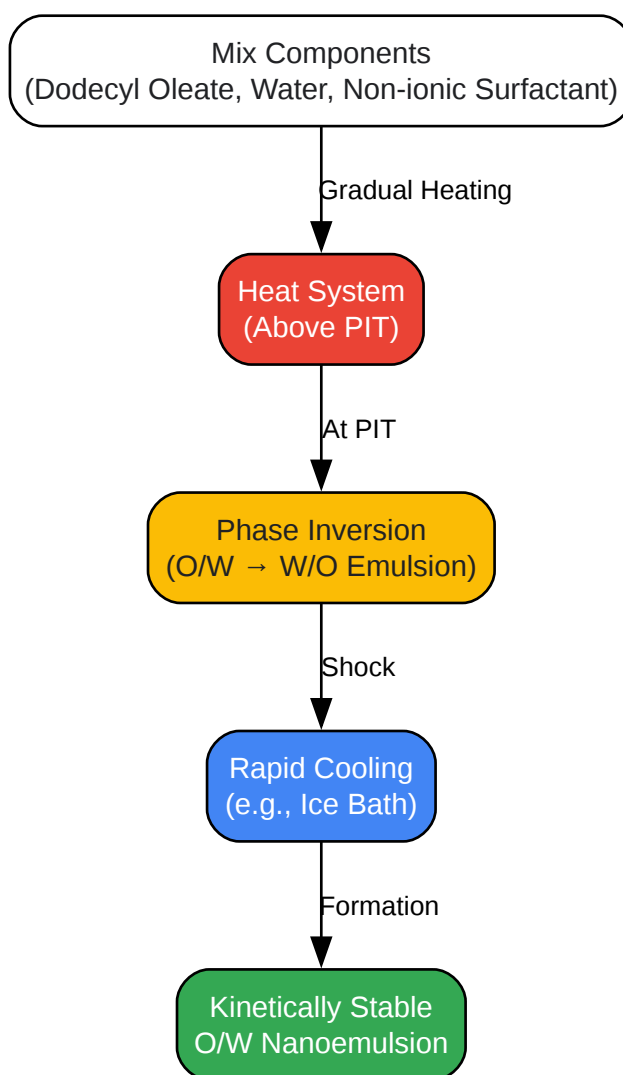 Mix Components
(Dodecyl Oleate, Water, Non-ionic Surfactant)
Gradual Heating
Heat System
(Above PIT)
At PIT
Phase Inversion
(O/W → W/O Emulsion)
Shock
Rapid Cooling
(e.g., Ice Bath)
Formation
Kinetically Stable
O/W Nanoemulsion